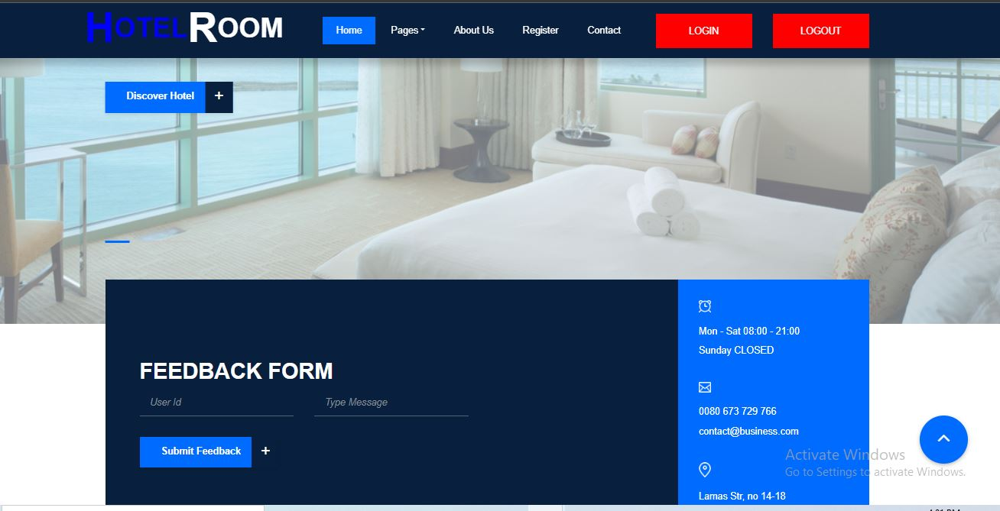 HOTELROOM
Home
Pages
About Us
Register
Contact
LOGIN
LOGOUT
Discover Hotel +
Mon - Sat 08:00 - 21:00
Sunday CLOSED
FEEDBACK FORM
User Id
Type Message
Submit Feedback +
0080 673 729 766
contact@business.com
Lamas Str, no 14-18
Activate Windows
Go to Settings to activate Windows.